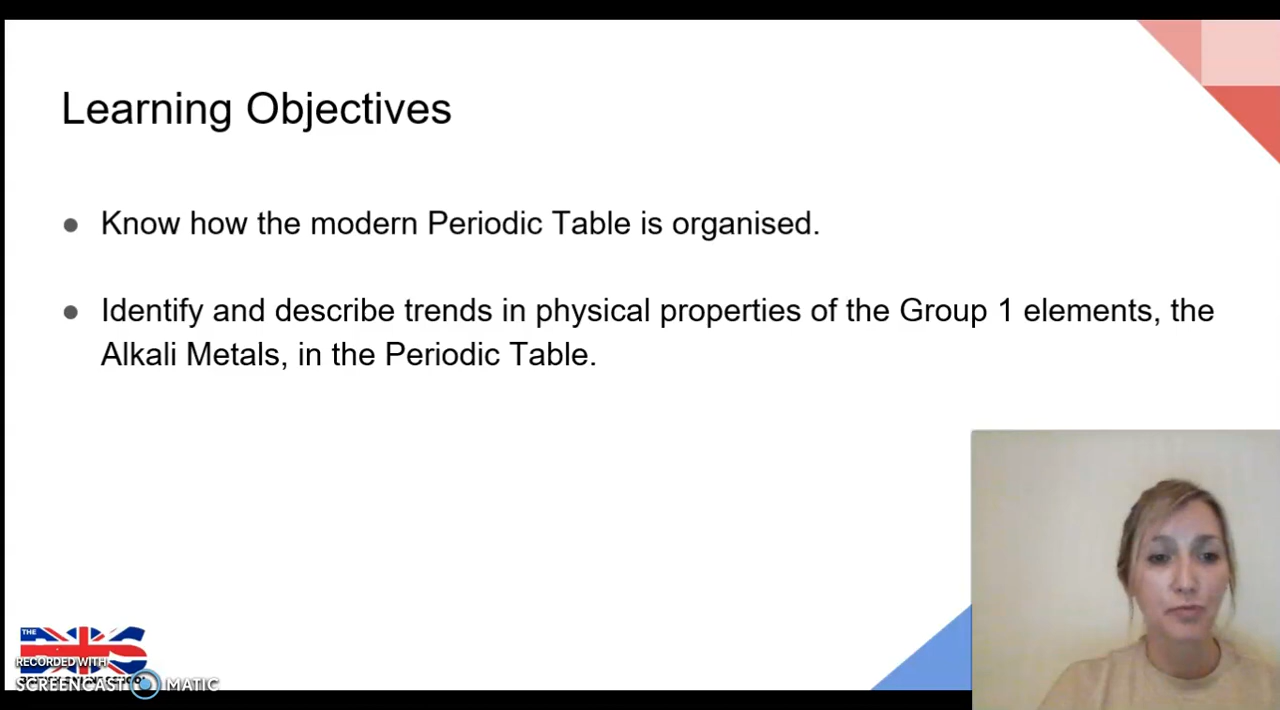 Learning Objectives
● Know how the modern Periodic Table is organised.
● Identify and describe trends in physical properties of the Group 1 elements, the
Alkali Metals, in the Periodic Table.
THE
RECORDED WITH
SCREENCAST MATIC